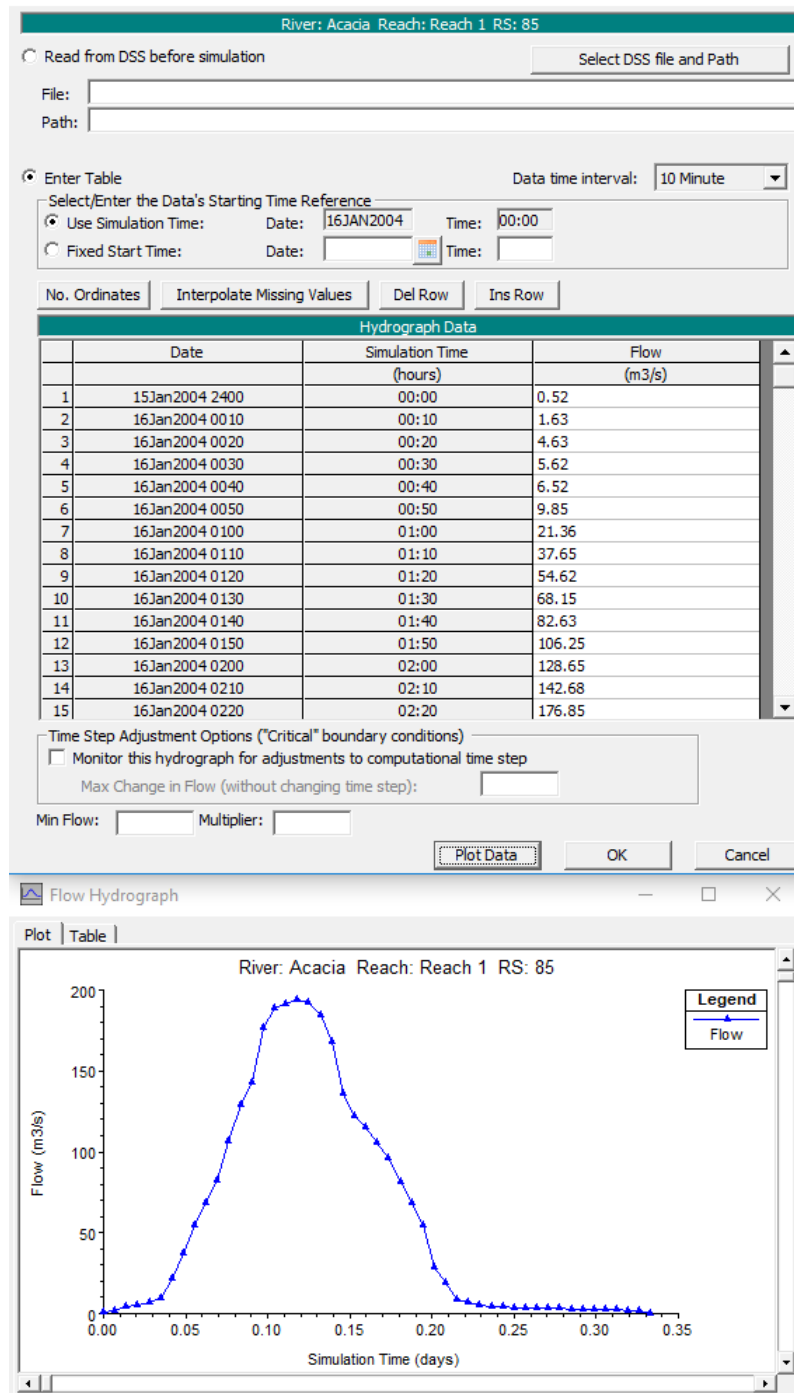 River: Acacia Reach: Reach 1 RS: 85
Read from DSS before simulation Select DSS file and Path
File:
Path:
Enter Table Data time interval: 10 Minute
Select/Enter the Data's Starting Time Reference
Use Simulation Time: Date: 16JAN2004 Time: 00:00
Fixed Start Time: Date: Time:
No. Ordinates Interpolate Missing Values Del Row Ins Row
Hydrograph Data
Date Simulation Time Flow
(hours) (m3/s)
1 15Jan2004 2400 00:00 0.52
2 16Jan2004 0010 00:10 1.63
3 16Jan2004 0020 00:20 4.63
4 16Jan2004 0030 00:30 5.62
5 16Jan2004 0040 00:40 6.52
6 16Jan2004 0050 00:50 9.85
7 16Jan2004 0100 01:00 21.36
8 16Jan2004 0110 01:10 37.65
9 16Jan2004 0120 01:20 54.62
10 16Jan2004 0130 01:30 68.15
11 16Jan2004 0140 01:40 82.63
12 16Jan2004 0150 01:50 106.25
13 16Jan2004 0200 02:00 128.65
14 16Jan2004 0210 02:10 142.68
15 16Jan2004 0220 02:20 176.85
Time Step Adjustment Options ("Critical" boundary conditions)
Monitor this hydrograph for adjustments to computational time step
Max Change in Flow (without changing time step):
Min Flow: Multiplier:
Plot Data OK Cancel
Flow Hydrograph
Plot Table
River: Acacia Reach: Reach 1 RS: 85
Legend
Flow
200
150
100
50
0
Flow (m3/s)
0.00 0.05 0.10 0.15 0.20 0.25 0.30 0.35
Simulation Time (days)